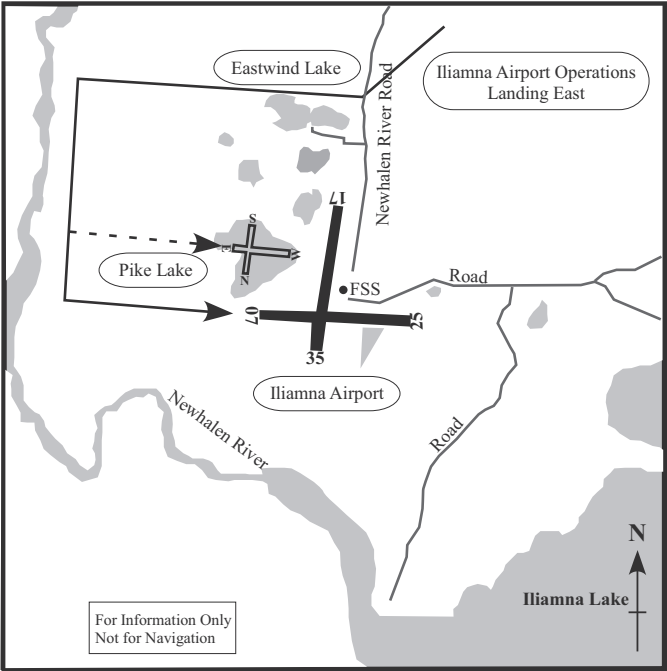 Eastwind Lake
Iliamna Airport Operations
Landing East
Newhalen River Road
17
S
E
W
N
Pike Lake
FSS
Road
07
25
35
Iliamna Airport
Newhalen River
Road
N
Iliamna Lake
For Information Only
Not for Navigation